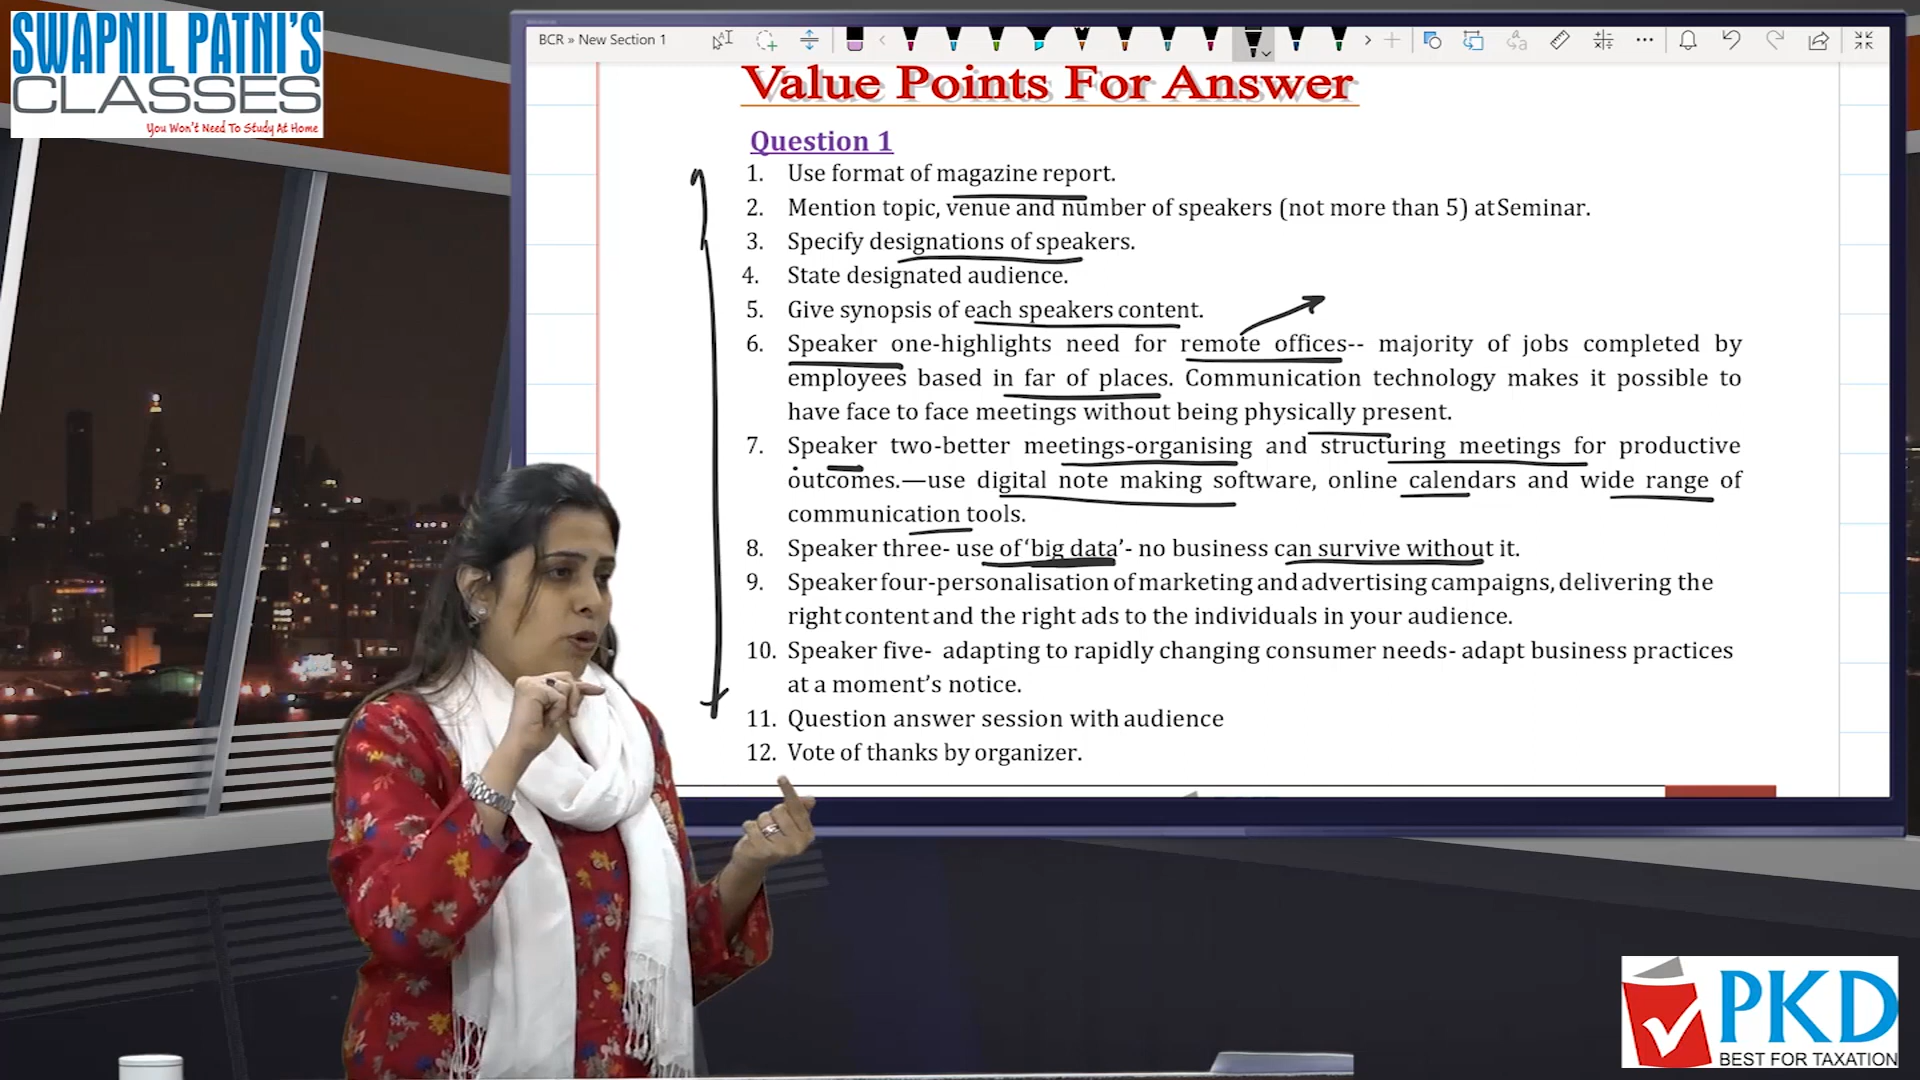 SWAPNIL PATNI'S
CLASSES
You Won't Need To Study At Home
BCR » New Section 1
Value Points For Answer
Question 1
1. Use format of magazine report.
2. Mention topic, venue and number of speakers (not more than 5) at Seminar.
3. Specify designations of speakers.
4. State designated audience.
5. Give synopsis of each speakers content.
6. Speaker one-highlights need for remote offices-- majority of jobs completed by
employees based in far of places. Communication technology makes it possible to
have face to face meetings without being physically present.
7. Speaker two-better meetings-organising and structuring meetings for productive
outcomes.—use digital note making software, online calendars and wide range of
communication tools.
8. Speaker three- use of ‘big data’- no business can survive without it.
9. Speaker four-personalisation of marketing and advertising campaigns, delivering the
right content and the right ads to the individuals in your audience.
10. Speaker five- adapting to rapidly changing consumer needs- adapt business practices
at a moment’s notice.
11. Question answer session with audience
12. Vote of thanks by organizer.
PKD
BEST FOR TAXATION